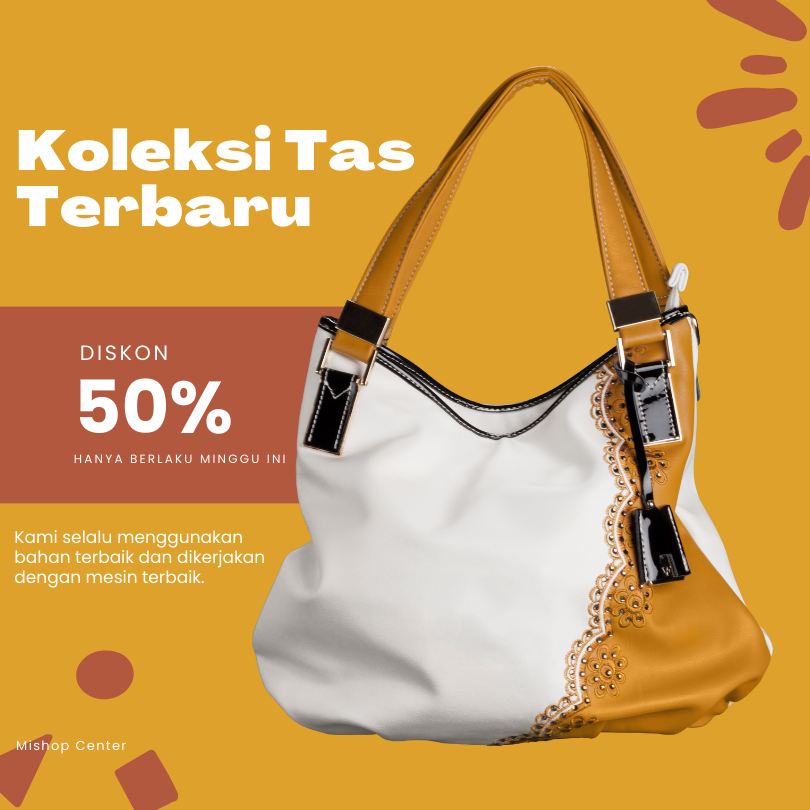 Koleksi Tas
Terbaru
DISKON
50%
HANYA BERLAKU MINGGU INI
Kami selalu menggunakan
bahan terbaik dan dikerjakan
dengan mesin terbaik.
Mishop Center